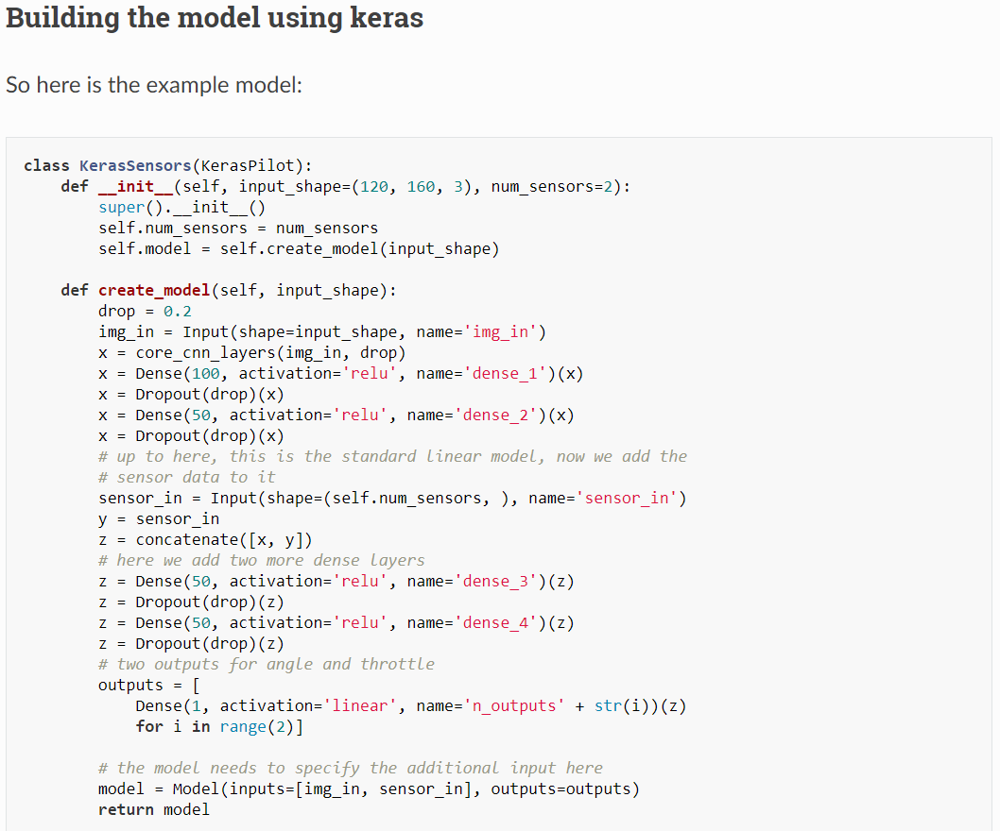 Building the model using keras
So here is the example model:
class KerasSensors(KerasPilot):
    def __init__(self, input_shape=(120, 160, 3), num_sensors=2):
        super().__init__()
        self.num_sensors = num_sensors
        self.model = self.create_model(input_shape)
    def create_model(self, input_shape):
        drop = 0.2
        img_in = Input(shape=input_shape, name='img_in')
        x = core_cnn_layers(img_in, drop)
        x = Dense(100, activation='relu', name='dense_1')(x)
        x = Dropout(drop)(x)
        x = Dense(50, activation='relu', name='dense_2')(x)
        x = Dropout(drop)(x)
        # up to here, this is the standard linear model, now we add the
        # sensor data to it
        sensor_in = Input(shape=(self.num_sensors, ), name='sensor_in')
        y = sensor_in
        z = concatenate([x, y])
        # here we add two more dense layers
        z = Dense(50, activation='relu', name='dense_3')(z)
        z = Dropout(drop)(z)
        z = Dense(50, activation='relu', name='dense_4')(z)
        z = Dropout(drop)(z)
        # two outputs for angle and throttle
        outputs = [
            Dense(1, activation='linear', name='n_outputs' + str(i))(z)
            for i in range(2)]
        # the model needs to specify the additional input here
        model = Model(inputs=[img_in, sensor_in], outputs=outputs)
        return model